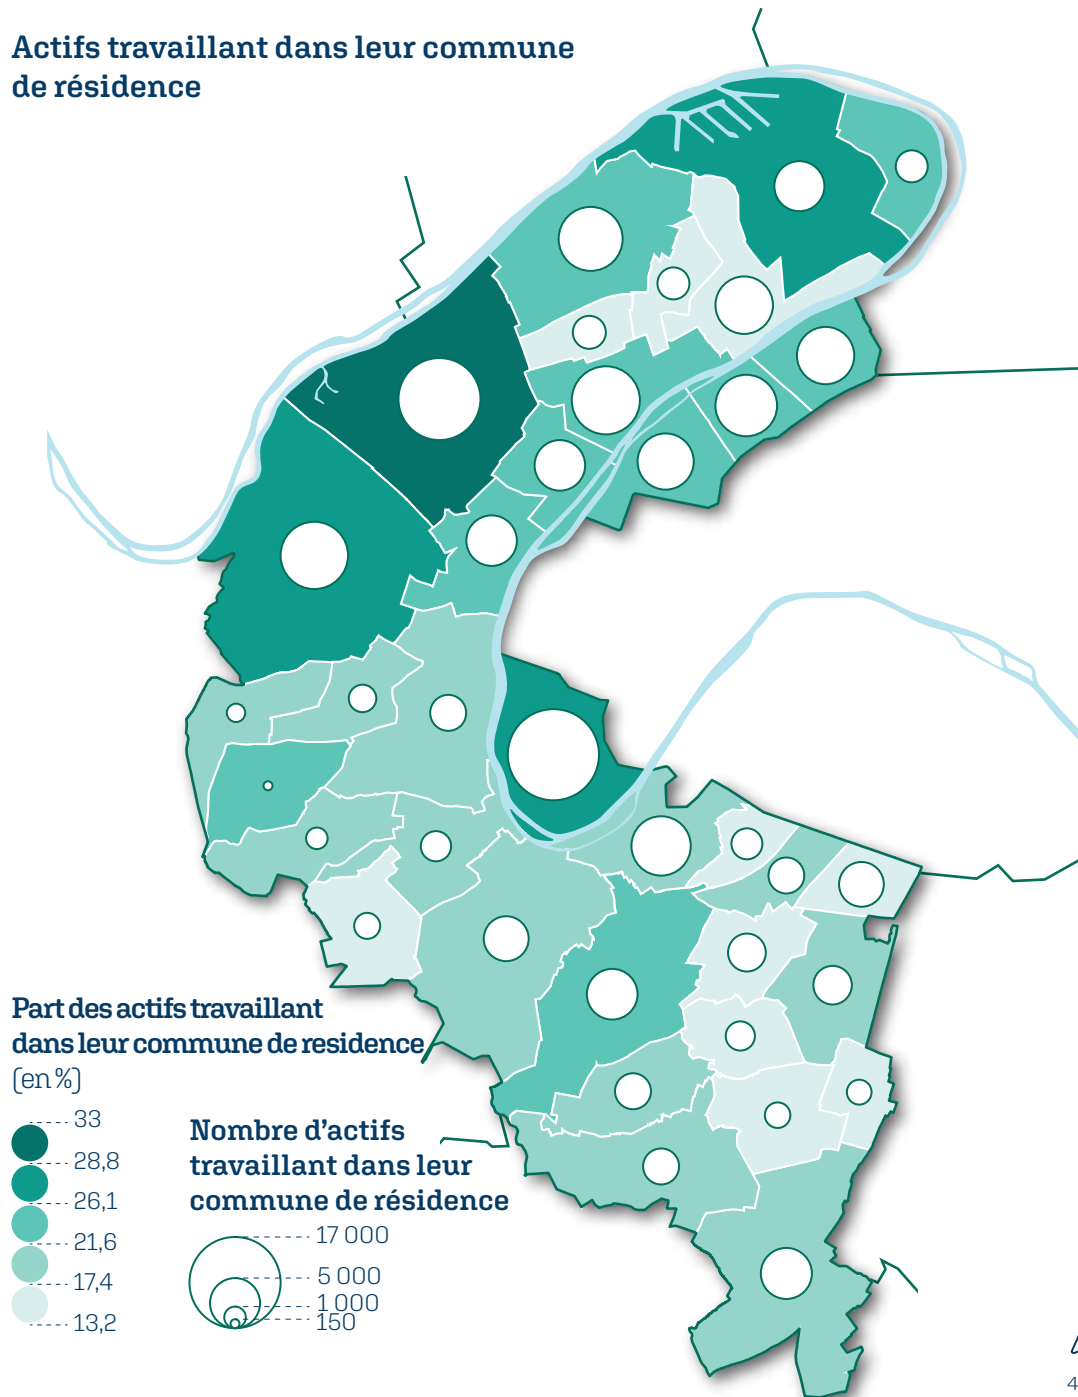 Actifs travaillant dans leur commune
de résidence
Part des actifs travaillant
dans leur commune de residence
(en %)
33
28,8
26,1
21,6
17,4
13,2
Nombre d'actifs
travaillant dans leur
commune de résidence
17 000
5 000
1 000
150
4